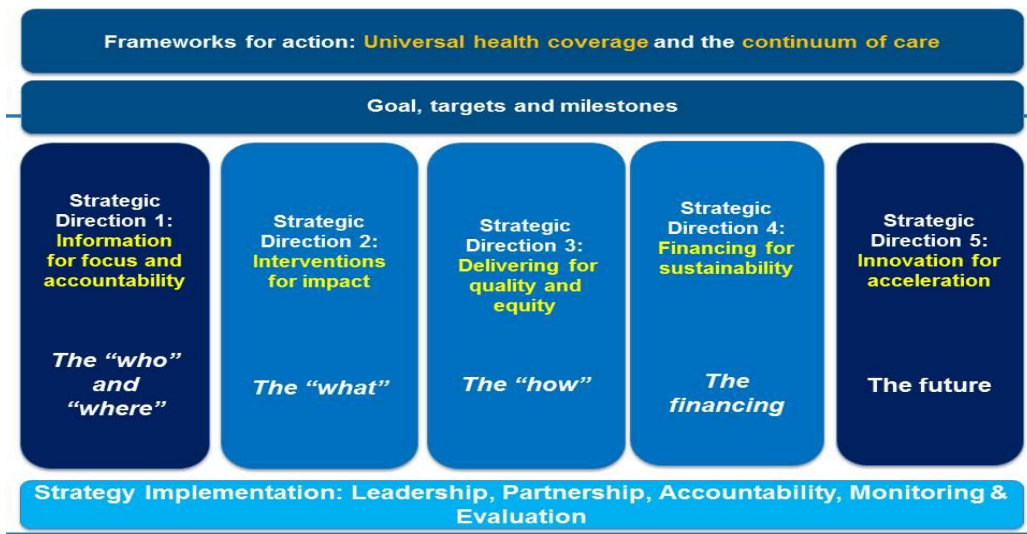 Frameworks for action: Universal health coverage and the continuum of care
Goal, targets and milestones
Strategic
Direction 1:
Information
for focus and
accountability
The “who”
and
“where”
Strategic
Direction 2:
Interventions
for impact
The “what”
Strategic
Direction 3:
Delivering for
quality and
equity
The “how”
Strategic
Direction 4:
Financing for
sustainability
The
financing
Strategic
Direction 5:
Innovation for
acceleration
The future
Strategy Implementation: Leadership, Partnership, Accountability, Monitoring &
Evaluation